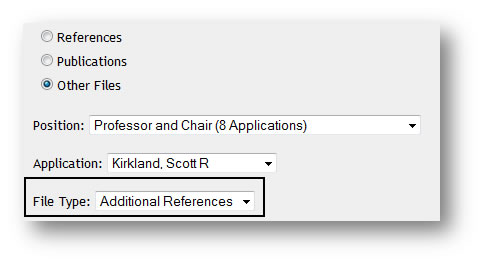 References
Publications
Other Files
Position: Professor and Chair (8 Applications)
Application: Kirkland, Scott R
File Type: Additional References